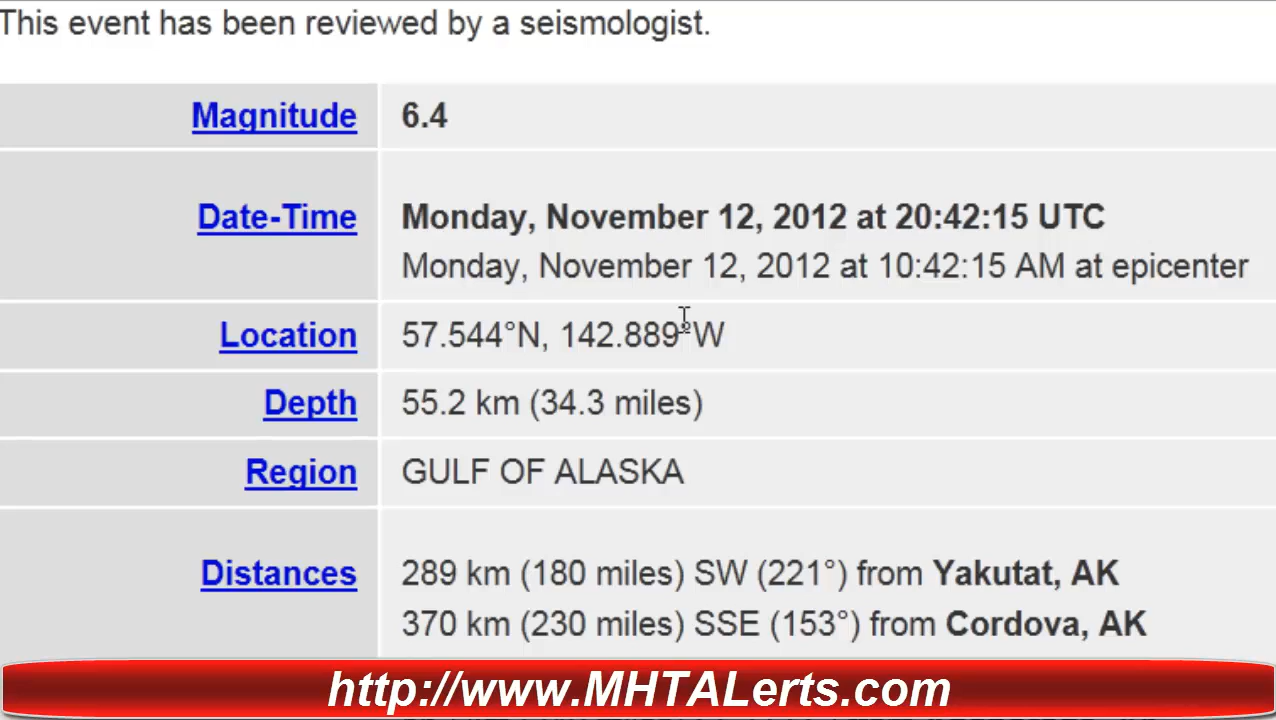 This event has been reviewed by a seismologist.
Magnitude 6.4
Date-Time Monday, November 12, 2012 at 20:42:15 UTC
Monday, November 12, 2012 at 10:42:15 AM at epicenter
Location 57.544°N, 142.889°W
Depth 55.2 km (34.3 miles)
Region GULF OF ALASKA
Distances 289 km (180 miles) SW (221°) from Yakutat, AK
370 km (230 miles) SSE (153°) from Cordova, AK
http://www.MHTALerts.com